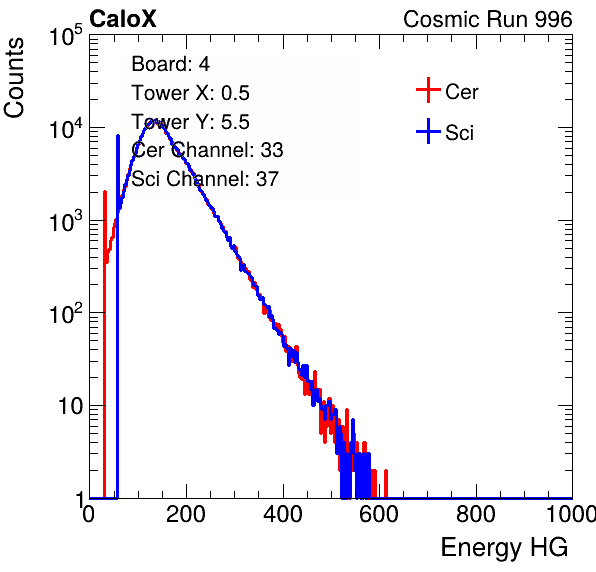 CaloX Cosmic Run 996
Counts
10^5
10^4
10^3
10^2
10
1
Board: 4
Tower X: 0.5
Tower Y: 5.5
Cer Channel: 33
Sci Channel: 37
Cer
Sci
0 200 400 600 800 1000
Energy HG